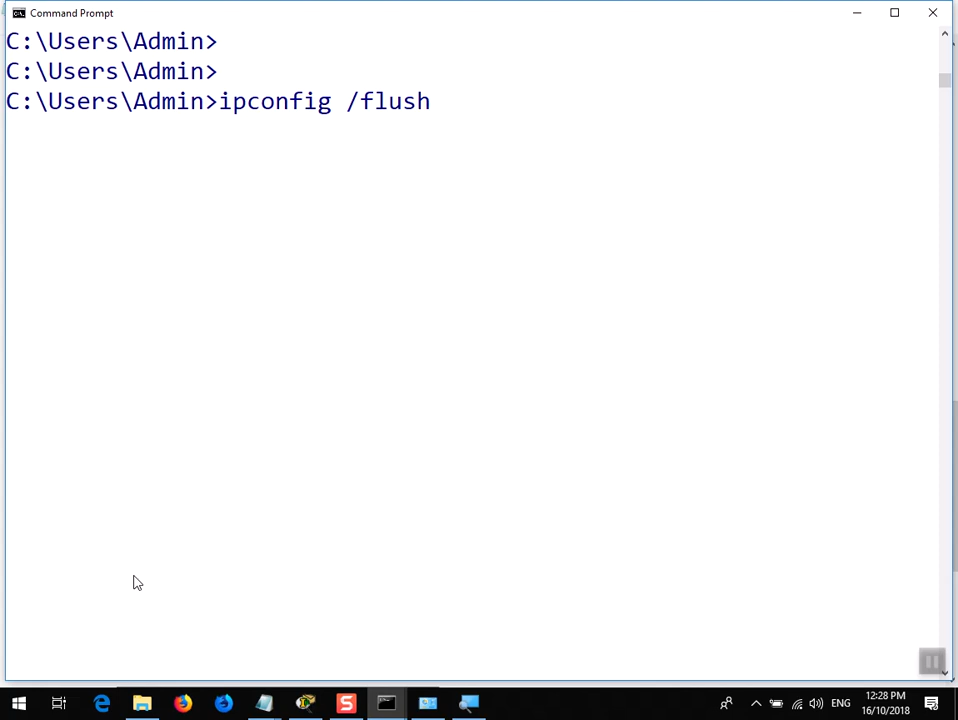 Command Prompt
C:\Users\Admin>
C:\Users\Admin>
C:\Users\Admin>ipconfig /flush
ENG
12:28 PM
16/10/2018